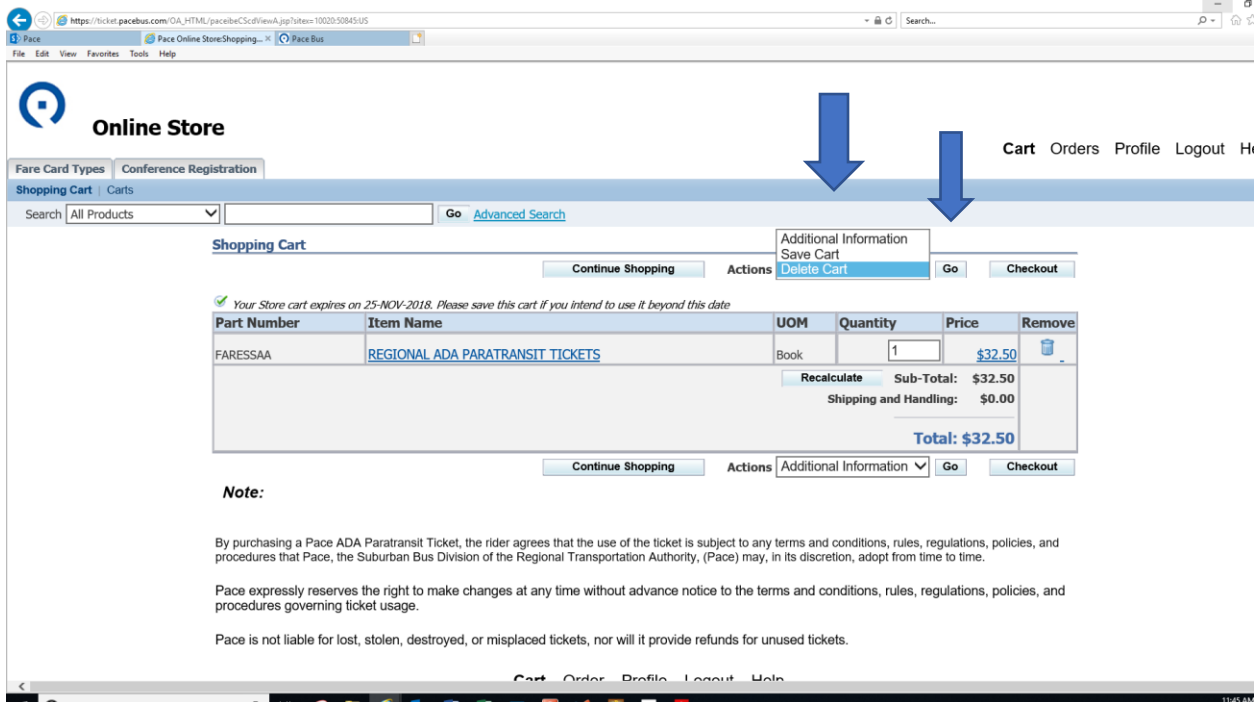 https://ticket.pacebus.com/OA_HTML/paceibeCScdViewA.jsp?sitex=10020:50845:US
Search...
Pace
Pace Online Store:Shopping... ×
Pace Bus
File Edit View Favorites Tools Help
Online Store
Cart Orders Profile Logout
Fare Card Types Conference Registration
Shopping Cart | Carts
Search All Products Go Advanced Search
Shopping Cart
Additional Information
Save Cart
Continue Shopping Actions Delete Cart Go Checkout
Your Store cart expires on 25-NOV-2018. Please save this cart if you intend to use it beyond this date
Part Number Item Name UOM Quantity Price Remove
FARESSAA REGIONAL ADA PARATRANSIT TICKETS Book 1 $32.50
Recalculate Sub-Total: $32.50
Shipping and Handling: $0.00
Total: $32.50
Continue Shopping Actions Additional Information Go Checkout
Note:
By purchasing a Pace ADA Paratransit Ticket, the rider agrees that the use of the ticket is subject to any terms and conditions, rules, regulations, policies, and
procedures that Pace, the Suburban Bus Division of the Regional Transportation Authority, (Pace) may, in its discretion, adopt from time to time.
Pace expressly reserves the right to make changes at any time without advance notice to the terms and conditions, rules, regulations, policies, and
procedures governing ticket usage.
Pace is not liable for lost, stolen, destroyed, or misplaced tickets, nor will it provide refunds for unused tickets.
Cart Order Profile Logout Help
11:45 AM